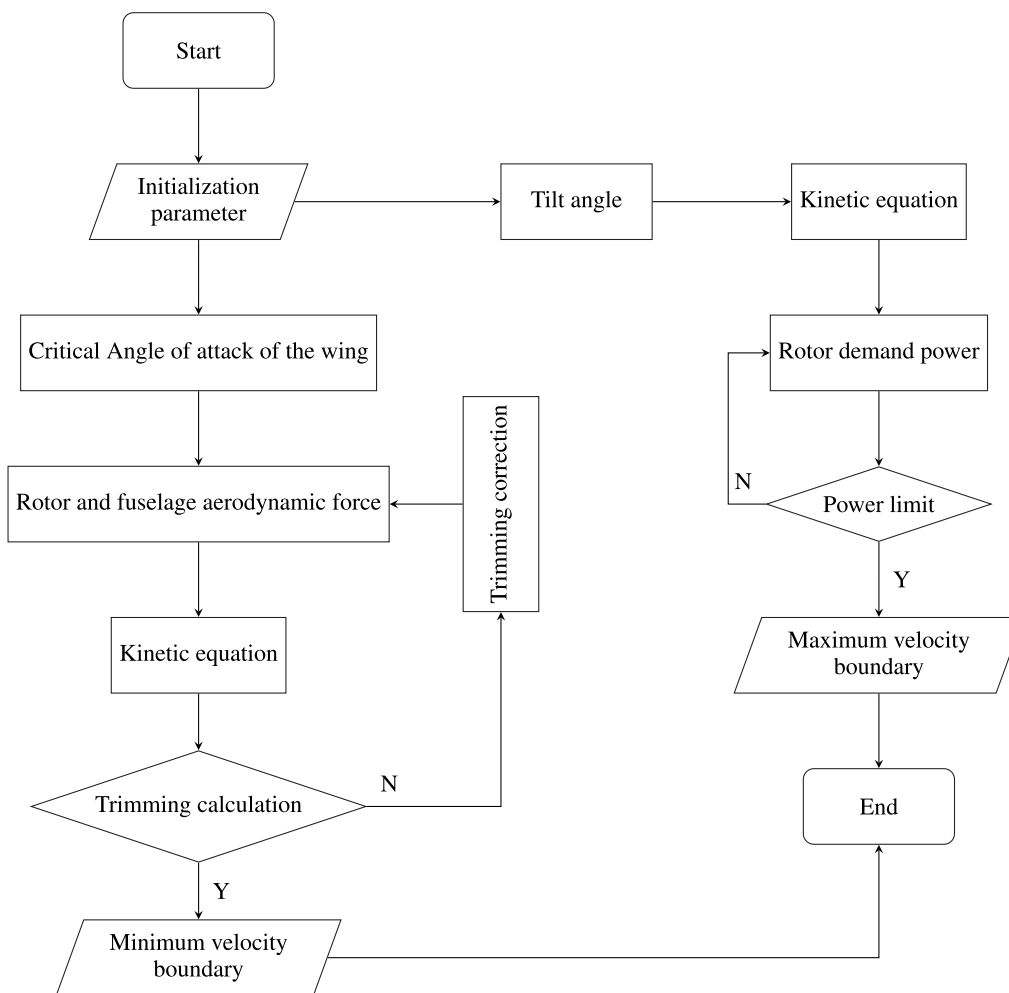 Start
Initialization
parameter
Tilt angle
Kinetic equation
Critical Angle of attack of the wing
Rotor demand power
Trimming correction
Rotor and fuselage aerodynamic force
N
Power limit
Y
Kinetic equation
Maximum velocity
boundary
N
Trimming calculation
End
Y
Minimum velocity
boundary